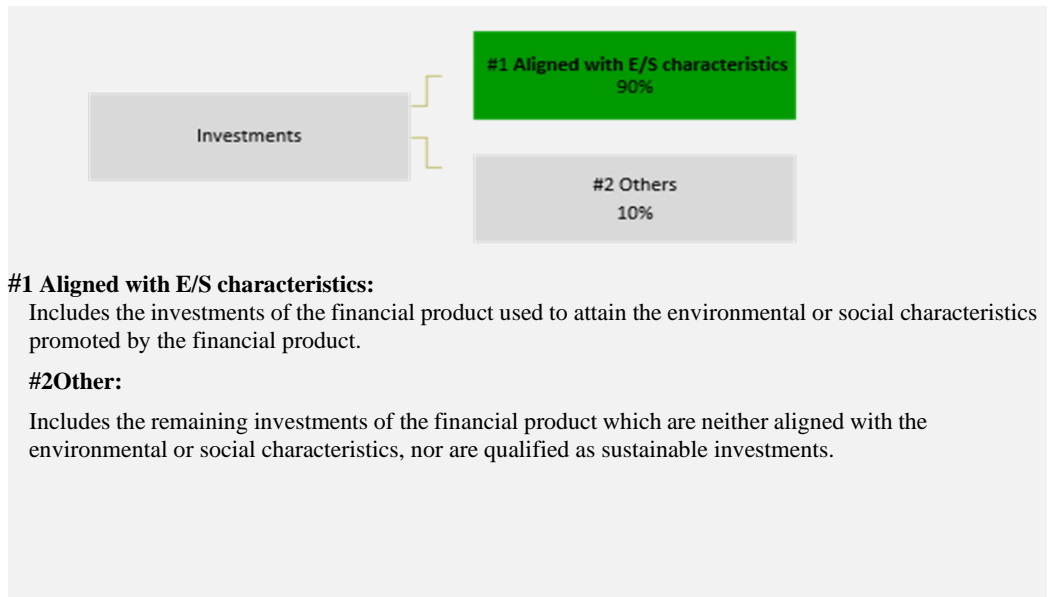 #1 Aligned with E/S characteristics
90%
Investments
#2 Others
10%
#1 Aligned with E/S characteristics:
Includes the investments of the financial product used to attain the environmental or social characteristics
promoted by the financial product.
#2Other:
Includes the remaining investments of the financial product which are neither aligned with the
environmental or social characteristics, nor are qualified as sustainable investments.